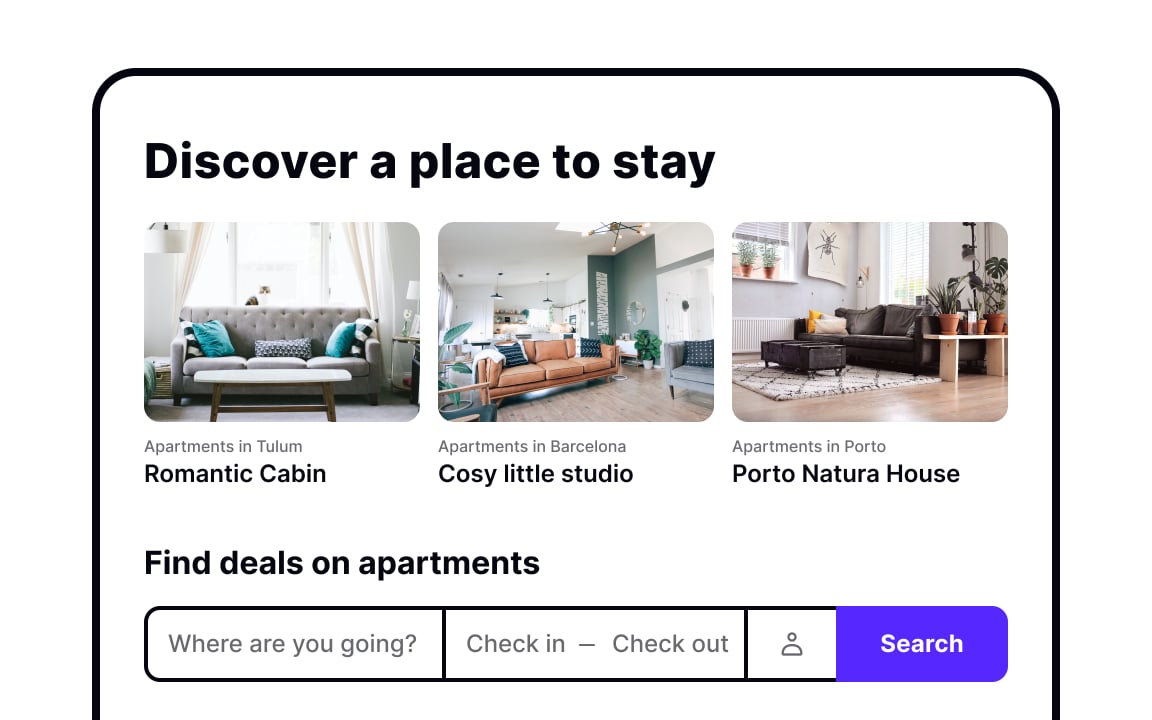 Discover a place to stay
Apartments in Tulum
Romantic Cabin
Apartments in Barcelona
Cosy little studio
Apartments in Porto
Porto Natura House
Find deals on apartments
Where are you going?
Check in — Check out
Search